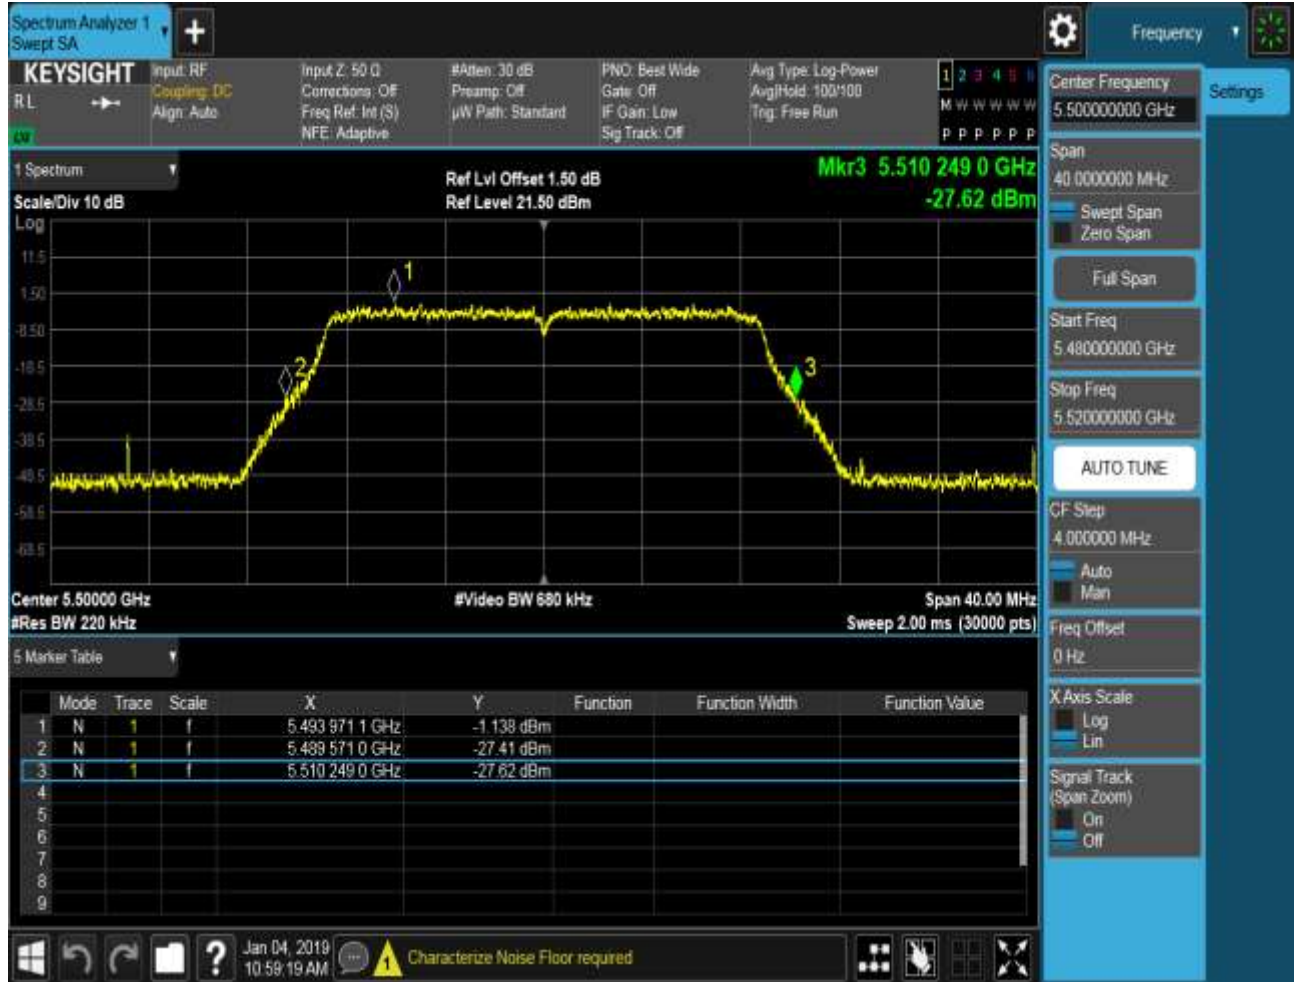 Spectrum Analyzer 1
Swept SA
+
Frequency
KEYSIGHT
R L
Input: RF
Coupling: DC
Align: Auto
Input Z: 50 Ω
Corrections: Off
Freq Ref: Int (S)
NFE: Adaptive
#Atten: 30 dB
Preamp: Off
µW Path: Standard
PNO: Best Wide
Gate: Off
IF Gain: Low
Sig Track: Off
Avg Type: Log-Power
Avg|Hold: 100/100
Trig: Free Run
1 2 3 4 5 6
M W W W W W
P P P P P P
1 Spectrum
Scale/Div 10 dB
Ref Lvl Offset 1.50 dB
Ref Level 21.50 dBm
Mkr3 5.510 249 0 GHz
-27.62 dBm
Log
11.5
1.50
-8.50
-18.5
-28.5
-38.5
-48.5
-58.5
-68.5
1
2
3
Center 5.50000 GHz
#Res BW 220 kHz
#Video BW 680 kHz
Span 40.00 MHz
Sweep 2.00 ms (30000 pts)
5 Marker Table
Mode Trace Scale X Y Function Function Width Function Value
1 N 1 f 5.493 971 1 GHz -1.138 dBm
2 N 1 f 5.489 571 0 GHz -27.41 dBm
3 N 1 f 5.510 249 0 GHz -27.62 dBm
4
5
6
7
8
9
Center Frequency
5.500000000 GHz
Settings
Span
40.0000000 MHz
Swept Span
Zero Span
Full Span
Start Freq
5.480000000 GHz
Stop Freq
5.520000000 GHz
AUTO TUNE
CF Step
4.000000 MHz
Auto
Man
Freq Offset
0 Hz
X Axis Scale
Log
Lin
Signal Track
(Span Zoom)
On
Off
?
Jan 04, 2019
10:59:19 AM
1
Characterize Noise Floor required